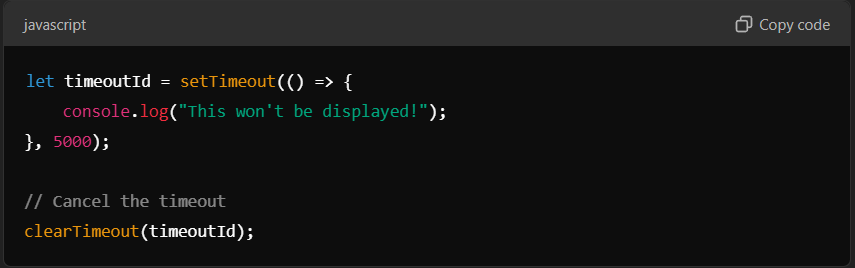 javascript
Copy code
let timeoutId = setTimeout(() => {
    console.log("This won't be displayed!");
}, 5000);

// Cancel the timeout
clearTimeout(timeoutId);